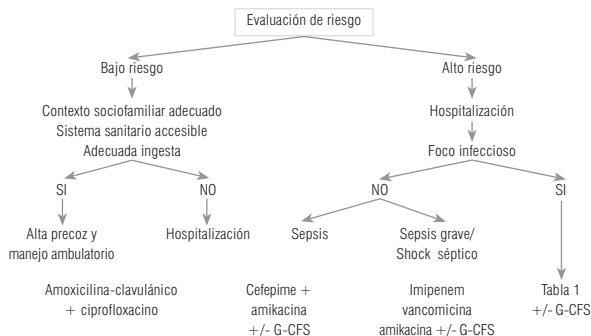 Evaluación de riesgo
Bajo riesgo
Alto riesgo
Contexto sociofamiliar adecuado
Sistema sanitario accesible
Adecuada ingesta
Hospitalización
Foco infeccioso
SI
NO
NO
SI
Alta precoz y
manejo ambulatorio
Hospitalización
Sepsis
Sepsis grave/
Shock séptico
Amoxicilina-clavulánico
+ ciprofloxacino
Cefepime +
amikacina
+/- G-CFS
Imipenem
vancomicina
amikacina +/- G-CFS
Tabla 1
+/- G-CFS